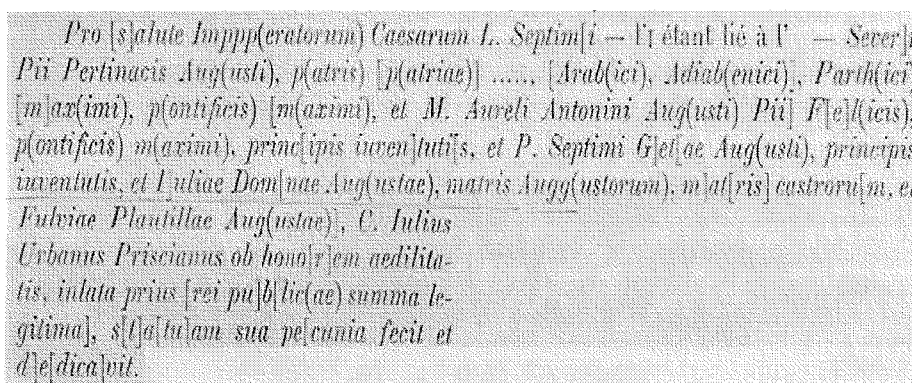 Pro [s]alute Imppp(eratorum) Caesarum L. Septim[i — l'I étant lié à l' — Sever]i
Pii Pertinacis Aug(usti), p(atris) [p(atriae)] ......, [Arab(ici), Adiab(enici), Parth(ici)
[m]ax(imi), p(ontificis) [m(aximi), et M. Aureli Antonini Aug(usti) Pii] F[e]l(icis),
p(ontificis) m(aximi), princ[ipis iuven]tuti[s, et P. Septimi G]et[ae Aug(usti), principis
iuventutis, et Iuliae Dom[nae Aug(ustae), matris Augg(ustorum), m]at[ris] castroru[m, et
Fulviae Plautillae Aug(ustae)], C. Iulius
Urbanus Priscianus ob hono[r]em aedilita-
tis, inlata prius [rei pu]b[lic(ae) summa le-
gitima], s[t]a[tu]am sua pe[cunia fecit et
d]e[dica]vit.